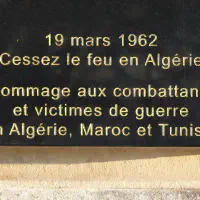 19 mars 1962
Cessez le feu en Algérie
ommage aux combattan
et victimes de guerre
Algérie, Maroc et Tunis